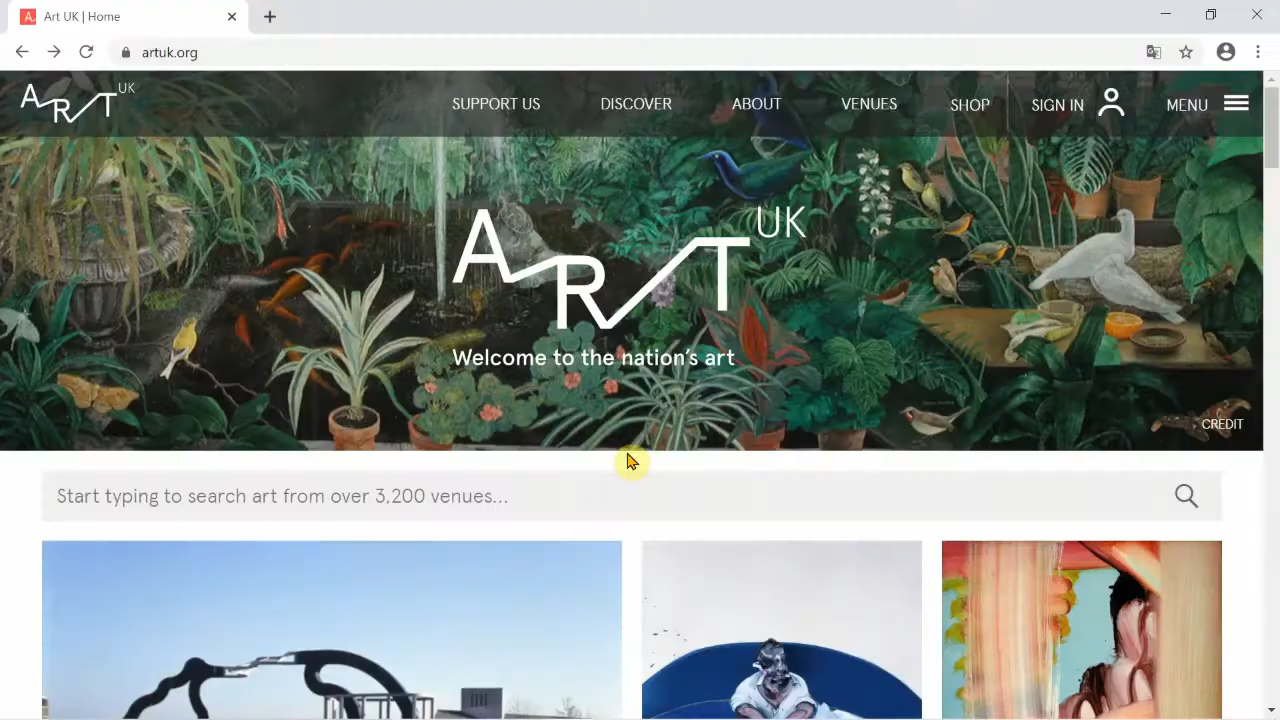 Art UK | Home
artuk.org
ART UK
SUPPORT US
DISCOVER
ABOUT
VENUES
SHOP
SIGN IN
MENU
ART UK
Welcome to the nation's art
CREDIT
Start typing to search art from over 3,200 venues...